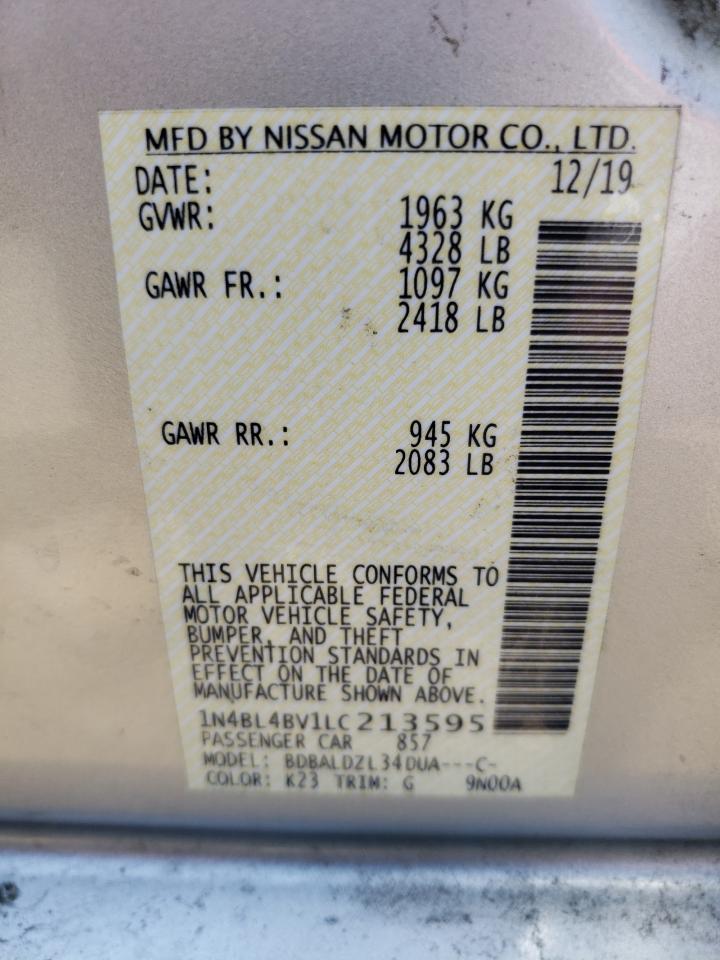 MFD BY NISSAN MOTOR CO., LTD.
DATE: 12/19
GVWR: 1963 KG
4328 LB
GAWR FR.: 1097 KG
2418 LB
GAWR RR.: 945 KG
2083 LB
THIS VEHICLE CONFORMS TO
ALL APPLICABLE FEDERAL
MOTOR VEHICLE SAFETY,
BUMPER, AND THEFT
PREVENTION STANDARDS IN
EFFECT ON THE DATE OF
MANUFACTURE SHOWN ABOVE.
1N4BL4BV1LC213595
PASSENGER CAR 857
MODEL: BDBALDZL34DUA---C-
COLOR: K23 TRIM: G 9N00A